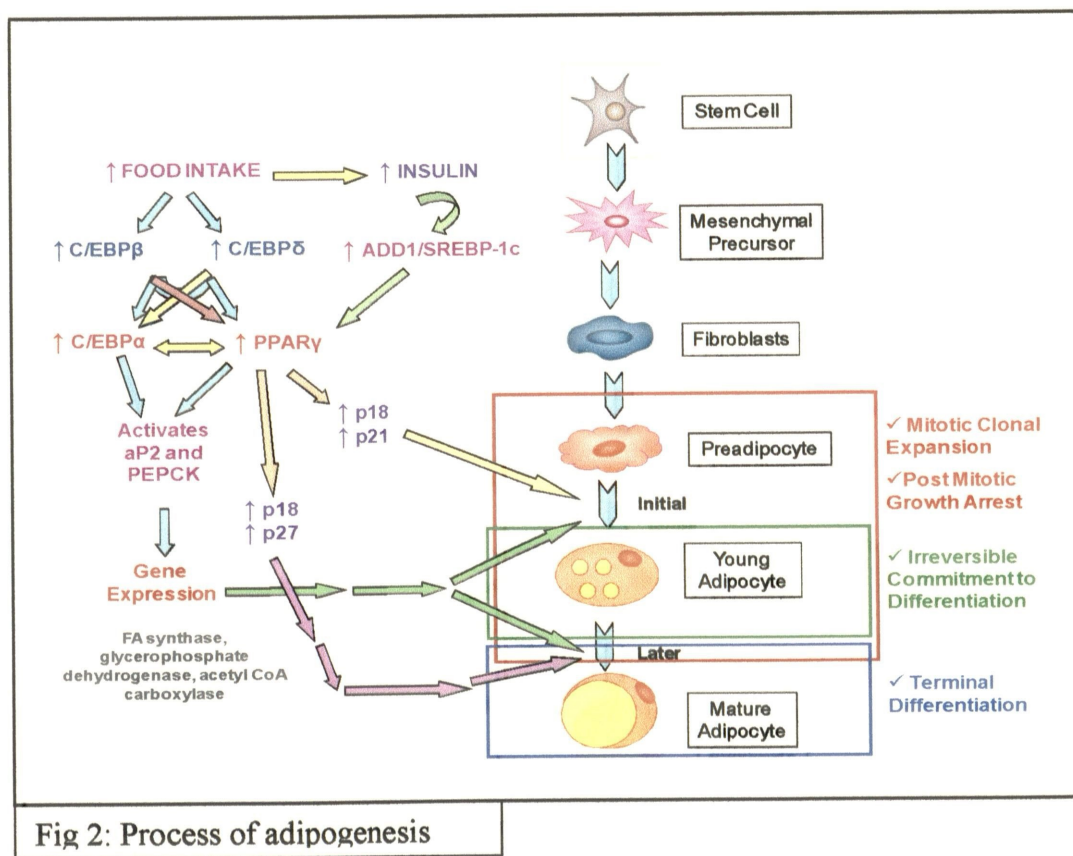 Stem Cell
↑ FOOD INTAKE
↑ INSULIN
Mesenchymal
Precursor
↑ C/EBPβ
↑ C/EBPδ
↑ ADD1/SREBP-1c
Fibroblasts
↑ C/EBPα
↑ PPARγ
↑ p18
↑ p21
Activates
aP2 and
PEPCK
Preadipocyte
✓ Mitotic Clonal
Expansion
✓Post Mitotic
Growth Arrest
Initial
↑ p18
↑ p27
Young
Adipocyte
✓ Irreversible
Commitment to
Differentiation
Gene
Expression
FA synthase,
glycerophosphate
dehydrogenase, acetyl CoA
carboxylase
Later
Mature
Adipocyte
✓ Terminal
Differentiation
Fig 2: Process of adipogenesis